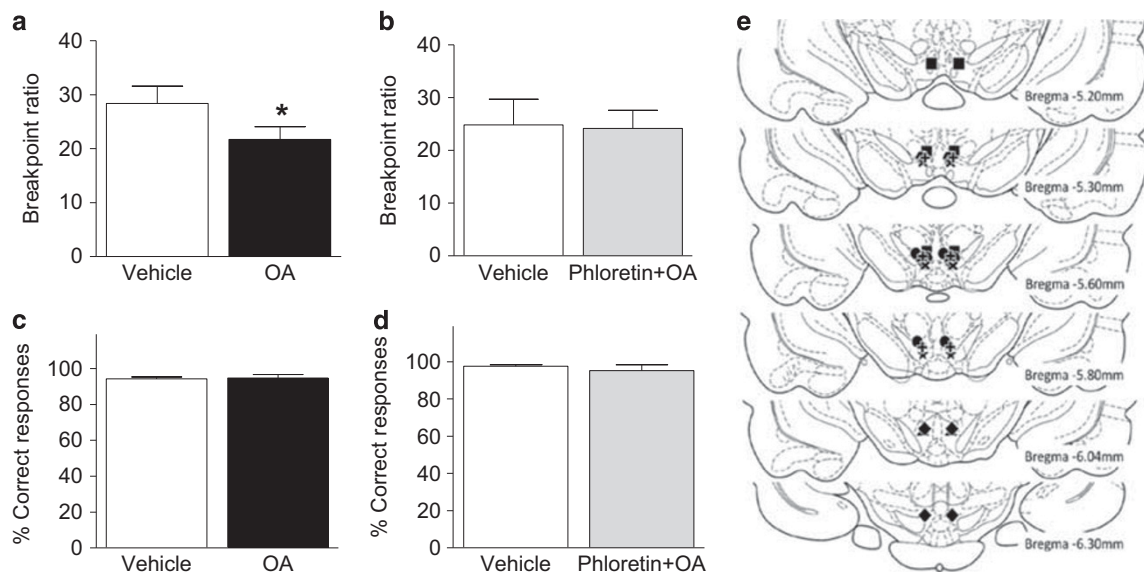 a
Breakpoint ratio
40
30
20
10
0
*
Vehicle OA
b
Breakpoint ratio
40
30
20
10
0
Vehicle Phloretin+OA
c
% Correct responses
100
80
60
40
20
0
Vehicle OA
d
% Correct responses
100
80
60
40
20
0
Vehicle Phloretin+OA
e
Bregma -5.20mm
Bregma -5.30mm
Bregma -5.60mm
Bregma -5.80mm
Bregma -6.04mm
Bregma -6.30mm